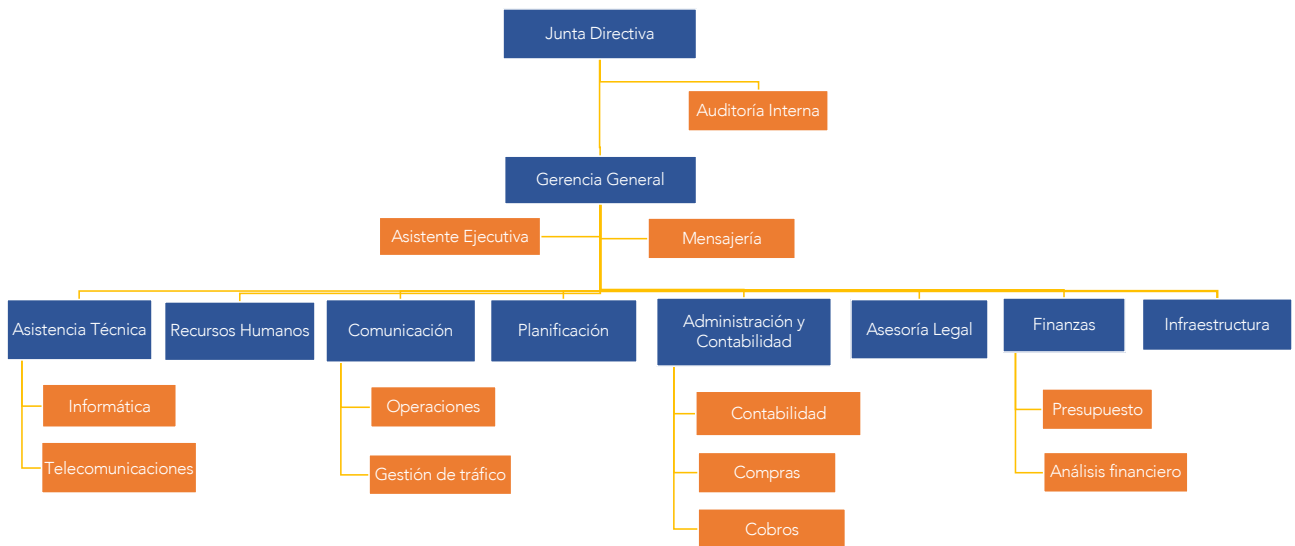 Junta Directiva
Auditoría Interna
Gerencia General
Asistente Ejecutiva
Mensajería
Asistencia Técnica
Recursos Humanos
Comunicación
Planificación
Administración y
Contabilidad
Asesoría Legal
Finanzas
Infraestructura
Informática
Telecomunicaciones
Operaciones
Gestión de tráfico
Contabilidad
Compras
Cobros
Presupuesto
Análisis financiero